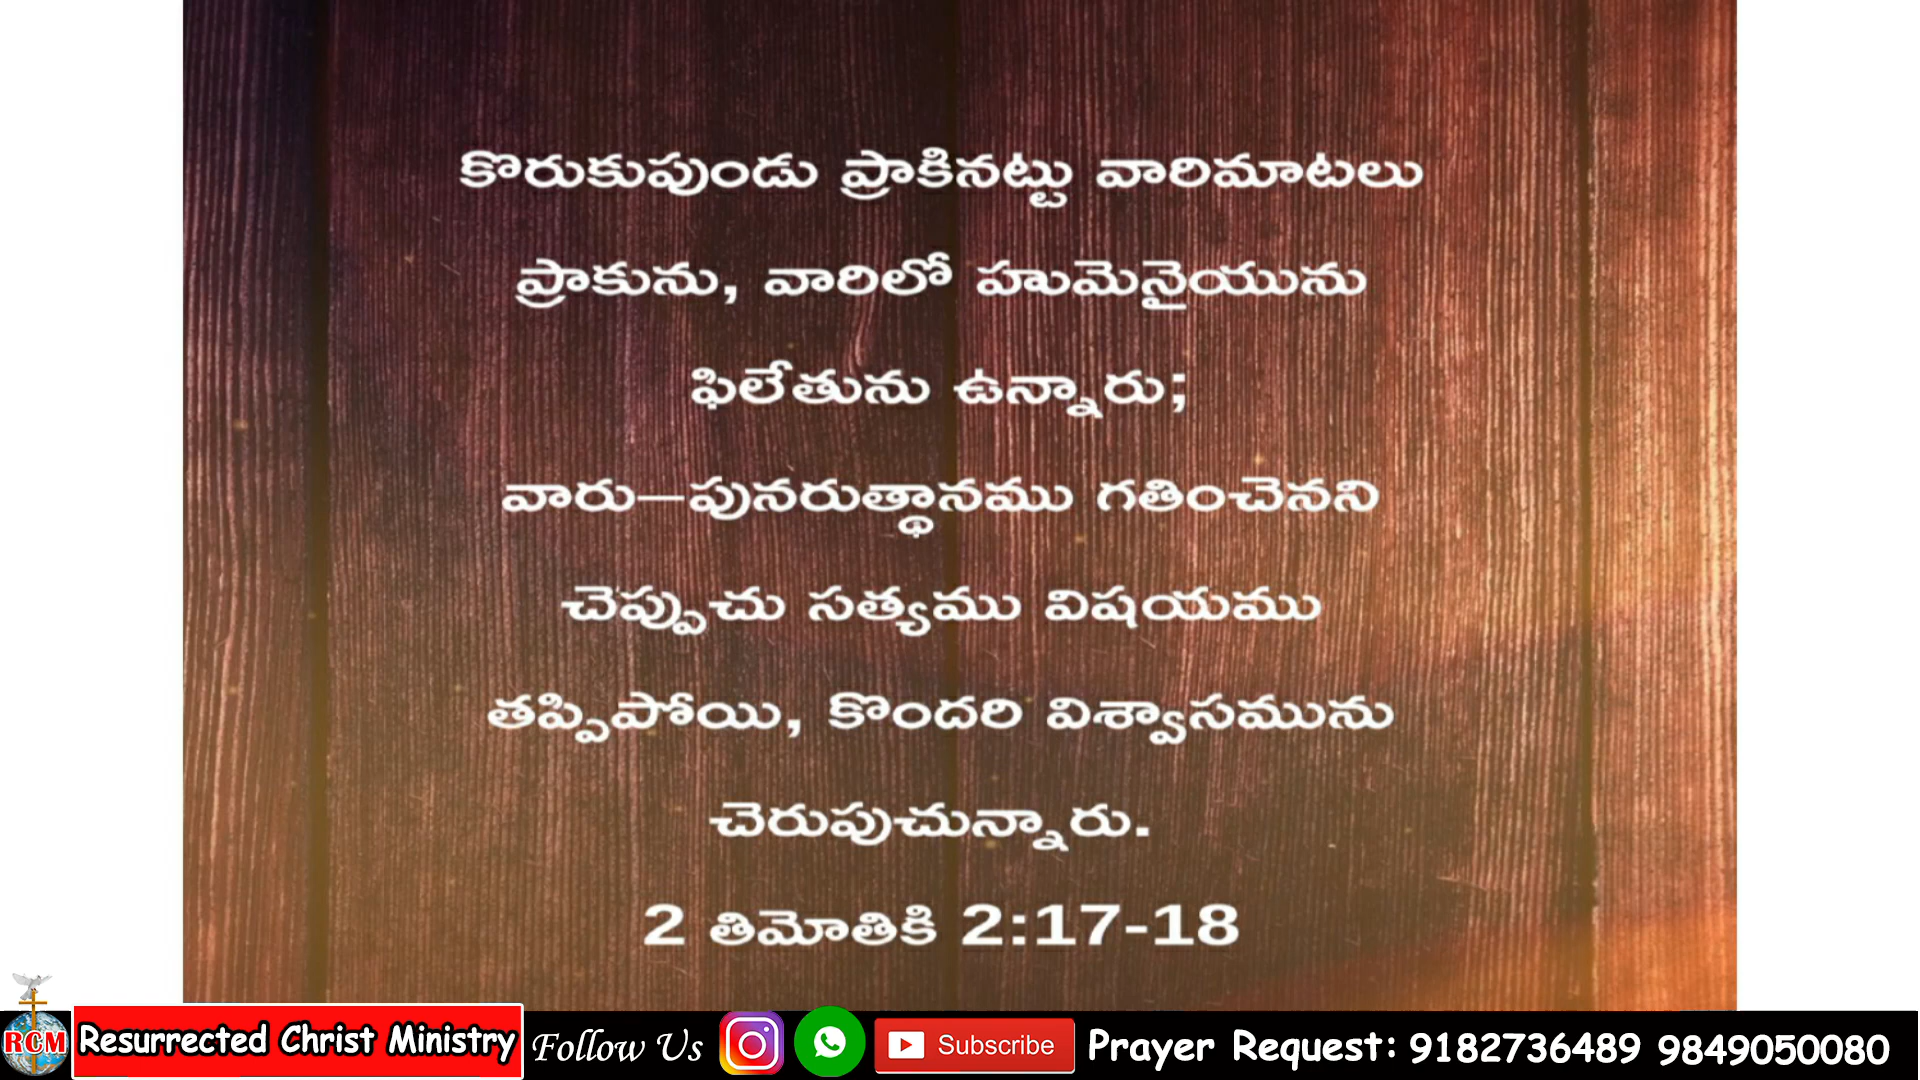 కొరుకుపుండు ప్రాకినట్టు వారిమాటలు
ప్రాకును, వారిలో హుమెనైయును
ఫిలేతును ఉన్నారు;
వారు—పునరుత్థానము గతించెనని
చెప్పుచు సత్యము విషయము
తప్పిపోయి, కొందరి విశ్వాసమును
చెరుపుచున్నారు.
2 తిమోతికి 2:17-18
RCM Resurrected Christ Ministry Follow Us Subscribe Prayer Request: 9182736489 9849050080